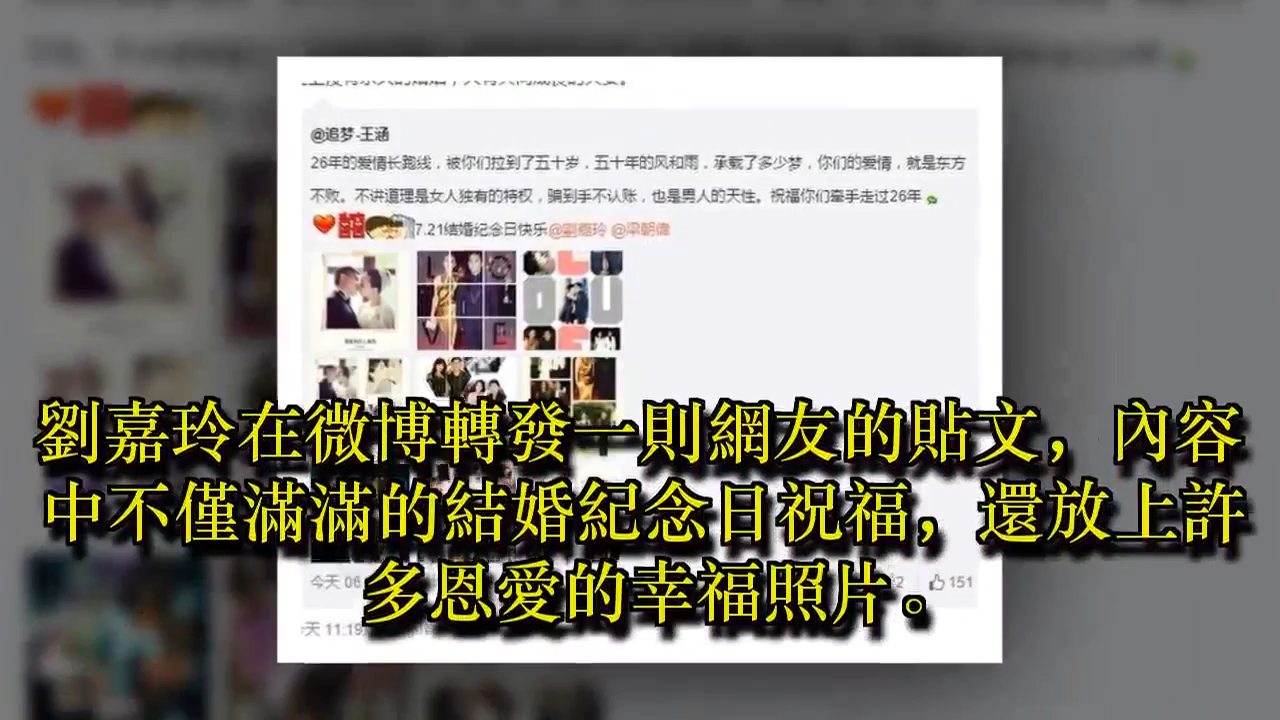 @追梦-王涵
26年的爱情长跑线，被你们拉到了五十岁，五十年的风和雨，承载了多少梦，你们的爱情，就是东方
不败。不讲道理是女人独有的特权，骗到手不认账，也是男人的天性。祝福你们牵手走过26年
7.21结婚纪念日快乐@劉嘉玲 @梁朝偉
劉嘉玲在微博轉發一則網友的貼文，內容
中不僅滿滿的結婚紀念日祝福，還放上許
多恩愛的幸福照片。
今天 06
151
天 11:19